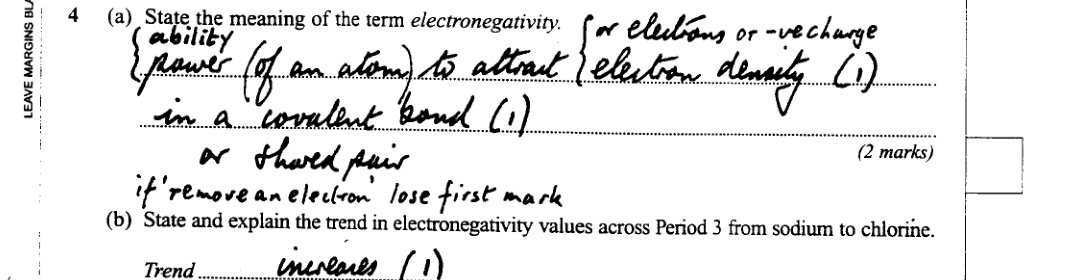 LEAVE MARGINS BLA
4 (a) State the meaning of the term electronegativity.
{ ability { or electrons or -ve charge
{ power (of an atom) to attract { electron density (1)
in a covalent bond (1)
(2 marks)
or shared pair
if 'remove an electron' lose first mark
(b) State and explain the trend in electronegativity values across Period 3 from sodium to chlorine.
Trend increases (1)